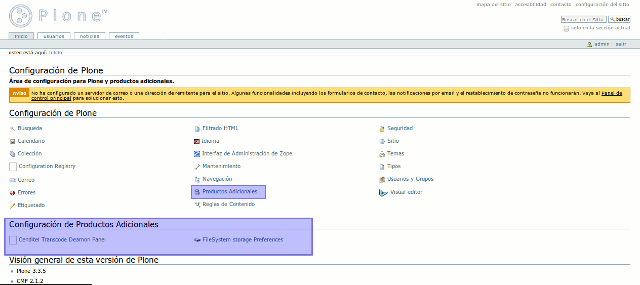 mapa de sitio accesibilidad contacto configuración del sitio
Plone
Buscar en el Sitio buscar
solo en la sección actual
inicio usuarios noticias eventos
admin salir
usted está aquí: inicio
Configuración de Plone
Área de configuración para Plone y productos adicionales.
Aviso No ha configurado un servidor de correo o una dirección de remitente para el sitio. Algunas funcionalidades incluyendo los formularios de contacto, las notificaciones por email y el restablecimiento de contraseña no funcionarán. Vaya al Panel de
control principal para solucionar esto.
Configuración de Plone
Búsqueda Filtrado HTML Seguridad
Calendario Idioma Sitio
Colección Interfaz de Administración de Zope Temas
Configuration Registry Mantenimiento Tipos
Correo Navegación Usuarios y Grupos
Errores Productos Adicionales Visual editor
Etiquetado Reglas de Contenido
Configuración de Productos Adicionales
Cenditel Transcode Deamon Panel FileSystem storage Preferences
Visión general de esta versión de Plone
Plone 3.3.5
CMF 2.1.2